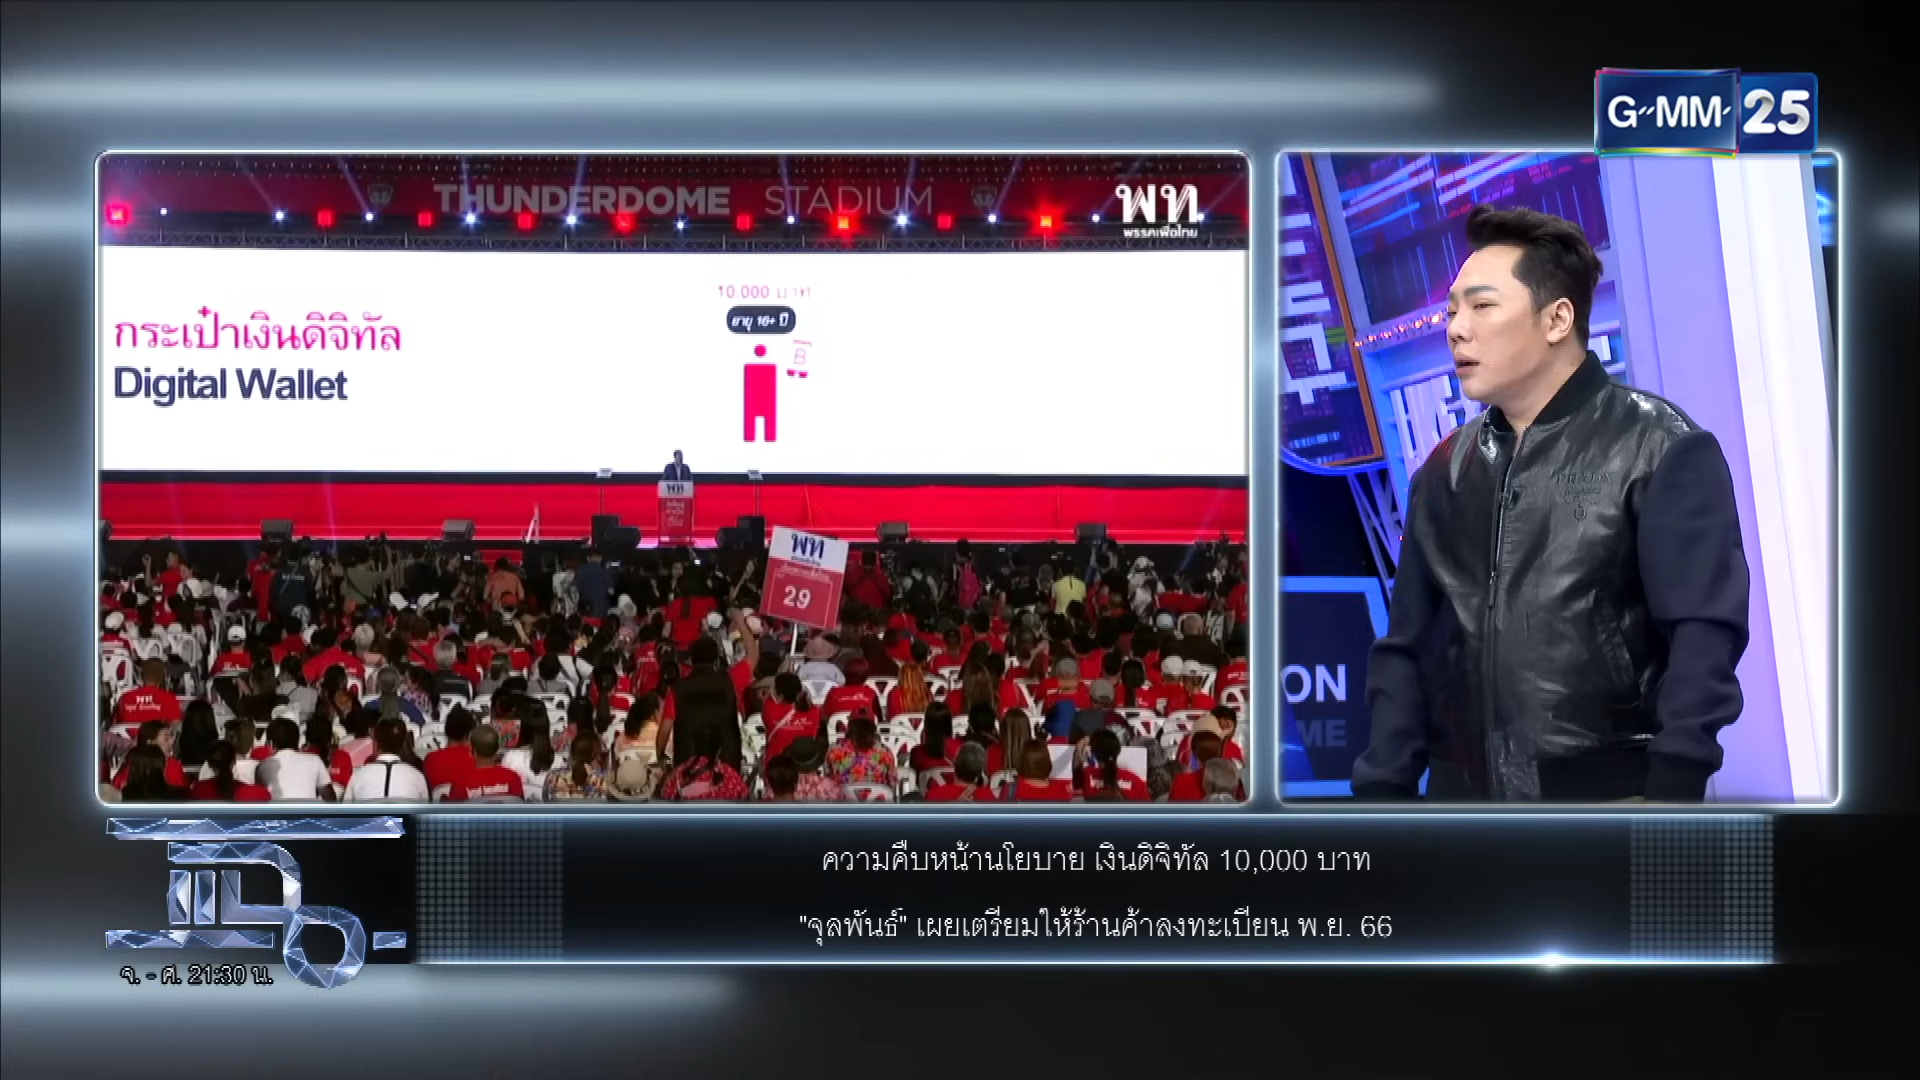 G-MM 25
THUNDERDOME STADIUM
พท.
พรรคเพื่อไทย
10,000 บาท
อายุ 16+ ปี
กระเป๋าเงินดิจิทัล
Digital Wallet
พท
พท
29
ON
ME
แฉ
จ. - ศ. 21:30 น.
ความคืบหน้านโยบาย เงินดิจิทัล 10,000 บาท
"จุลพันธ์" เผยเตรียมให้ร้านค้าลงทะเบียน พ.ย. 66